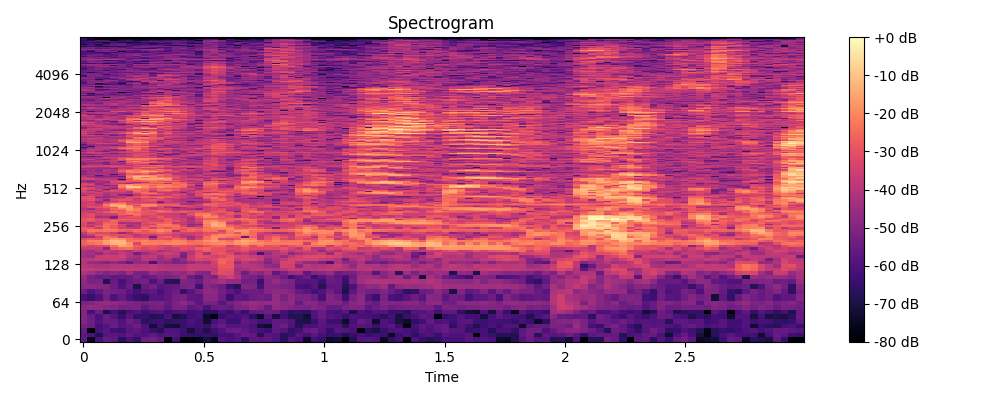 Spectrogram
Hz
4096
2048
1024
512
256
128
64
0
0
0.5
1
1.5
2
2.5
Time
+0 dB
-10 dB
-20 dB
-30 dB
-40 dB
-50 dB
-60 dB
-70 dB
-80 dB